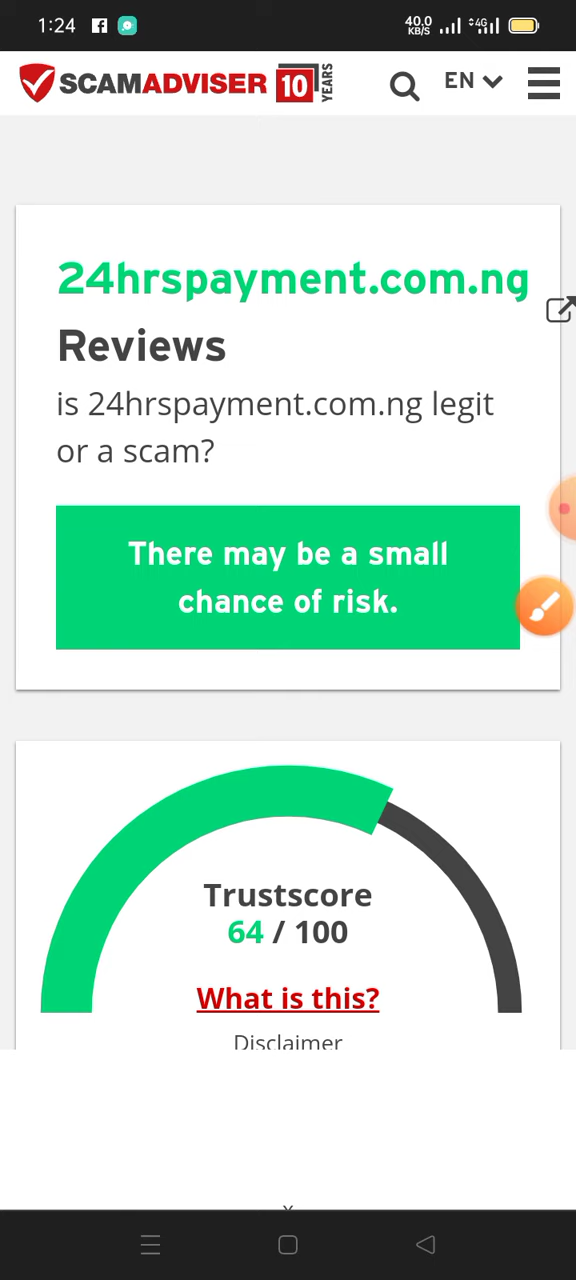 1:24
40.0
KB/S
4G
SCAMADVISER 10 YEARS
EN
24hrspayment.com.ng
Reviews
is 24hrspayment.com.ng legit
or a scam?
There may be a small
chance of risk.
Trustscore
64 / 100
What is this?
Disclaimer